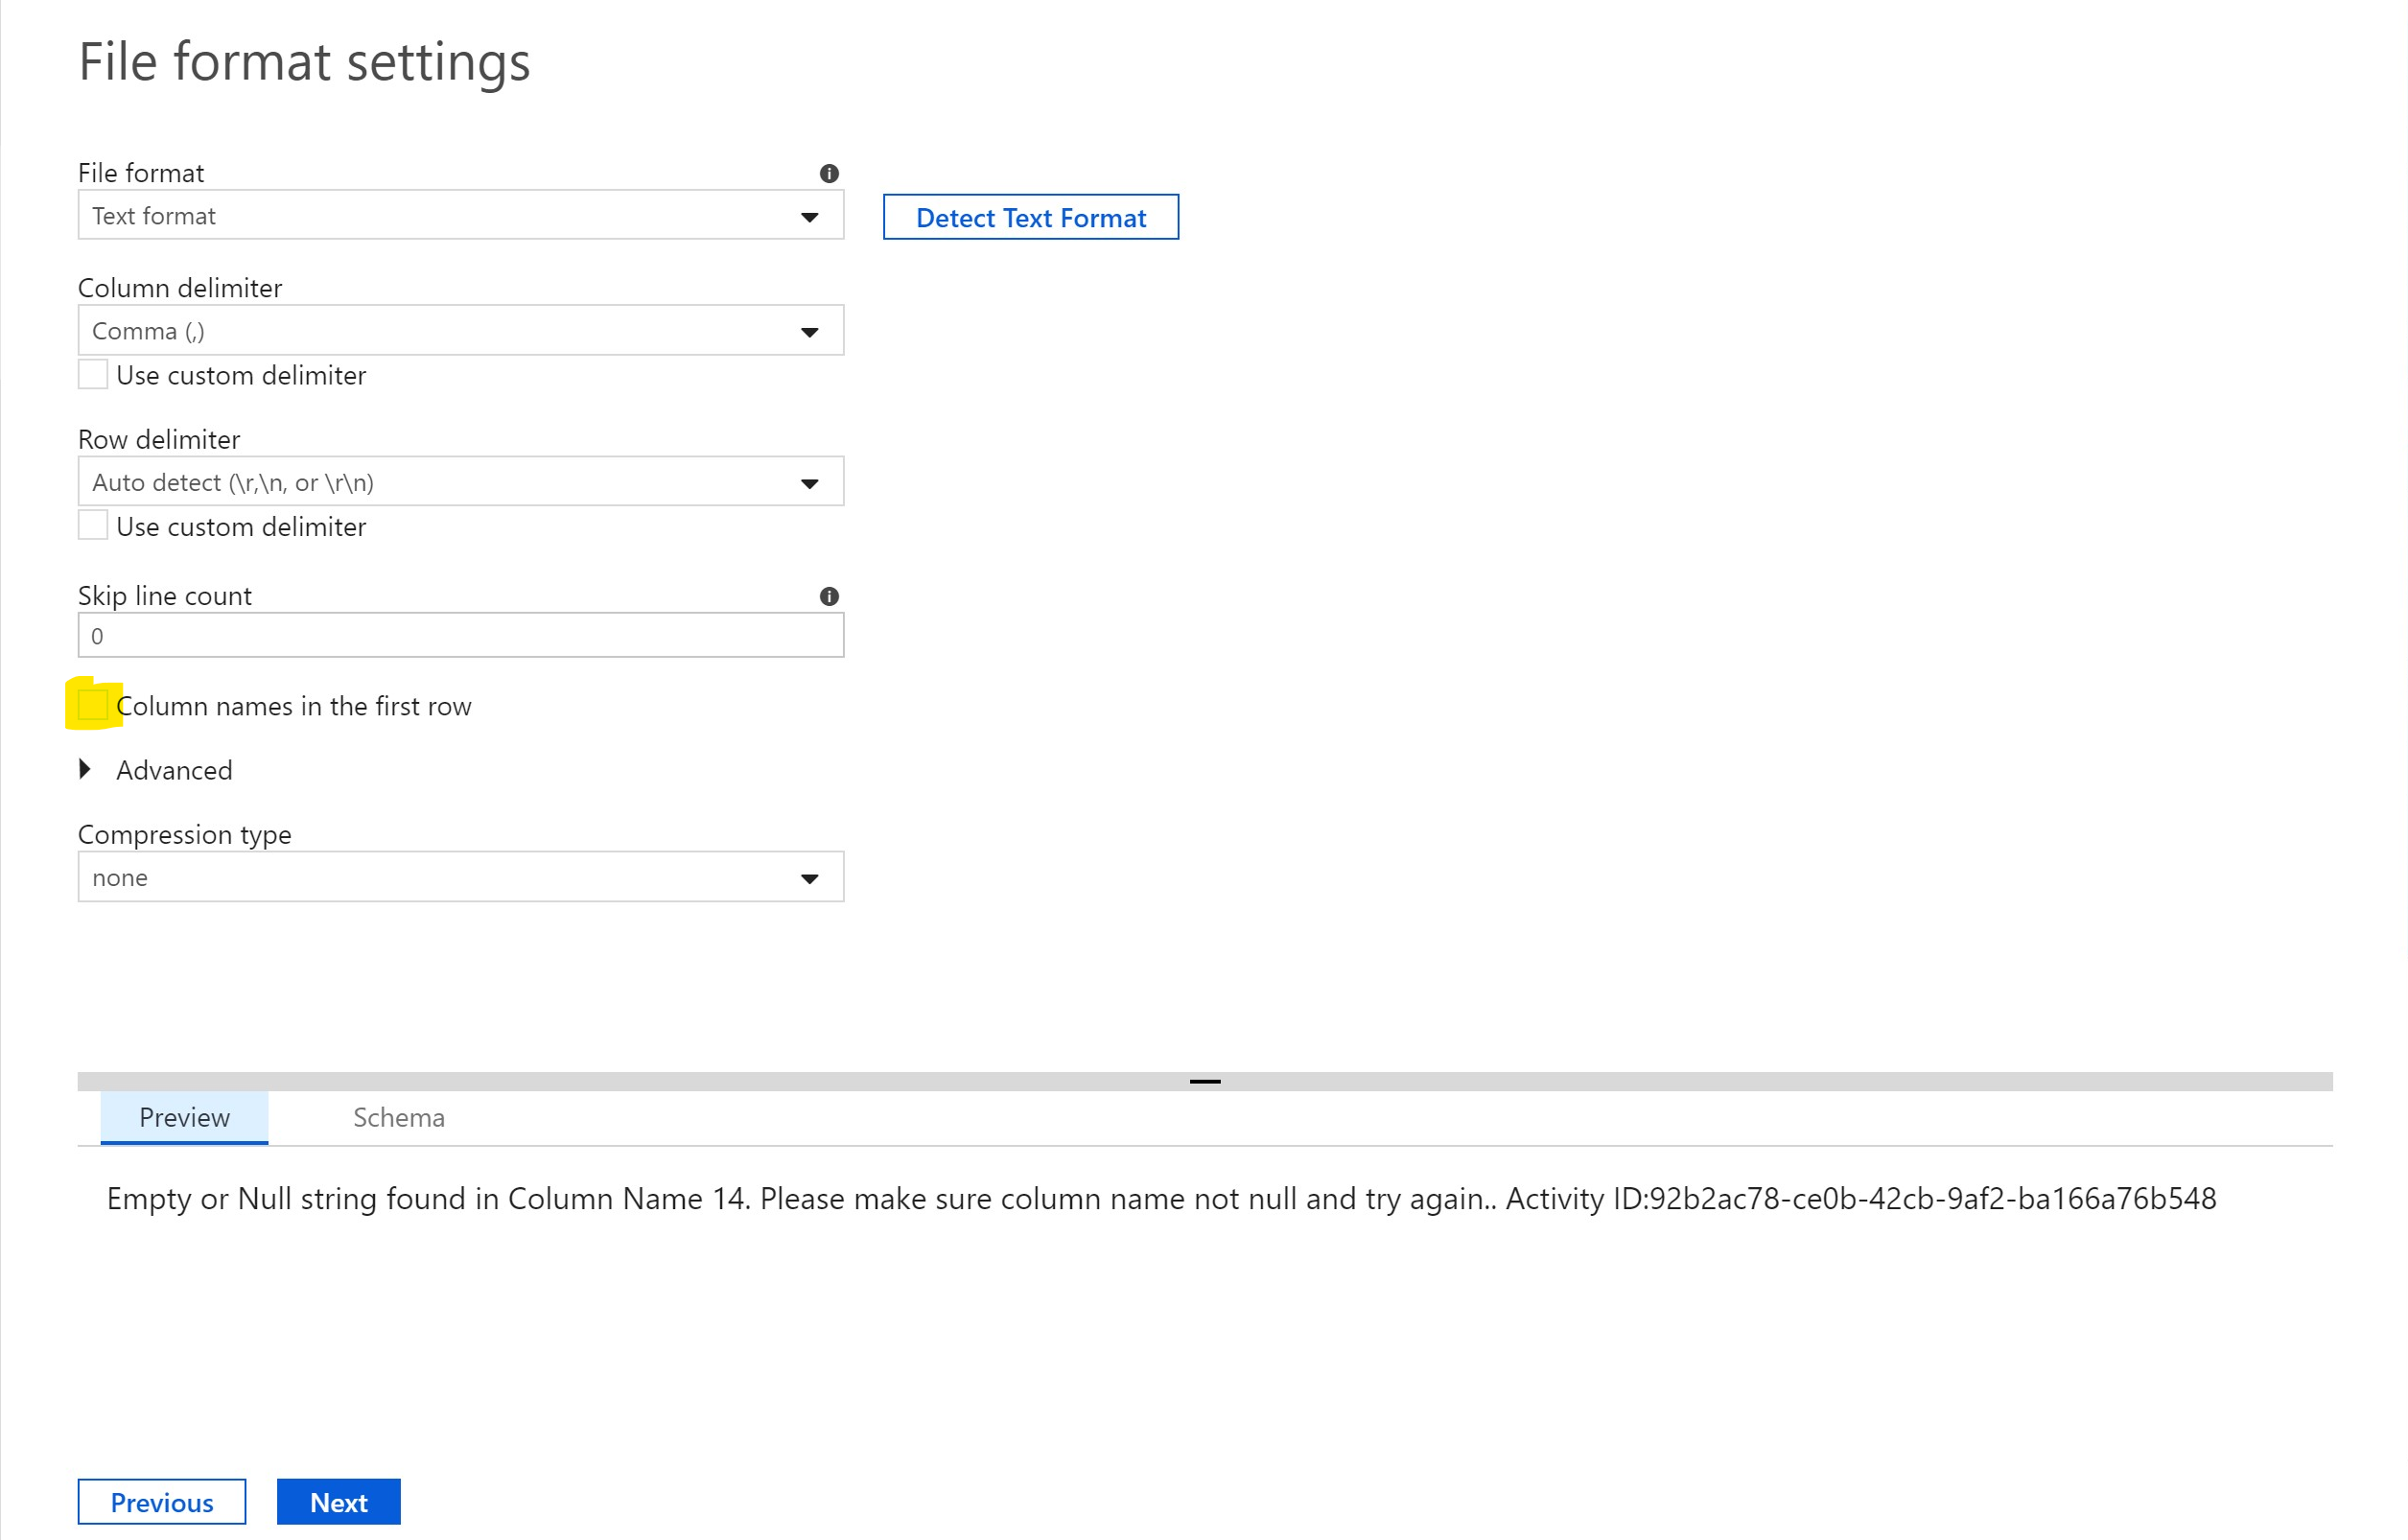 File format settings
File format
Text format
Detect Text Format
Column delimiter
Comma (,)
Use custom delimiter
Row delimiter
Auto detect (\r,\n, or \r\n)
Use custom delimiter
Skip line count
0
Column names in the first row
Advanced
Compression type
none
Preview Schema
Empty or Null string found in Column Name 14. Please make sure column name not null and try again.. Activity ID:92b2ac78-ce0b-42cb-9af2-ba166a76b548
Previous Next